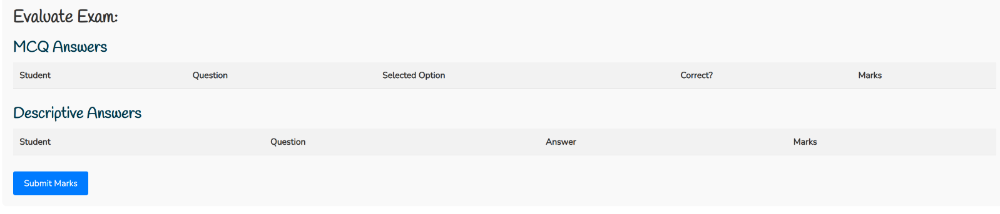 Evaluate Exam:
MCQ Answers
Student Question Selected Option Correct? Marks
Descriptive Answers
Student Question Answer Marks
Submit Marks